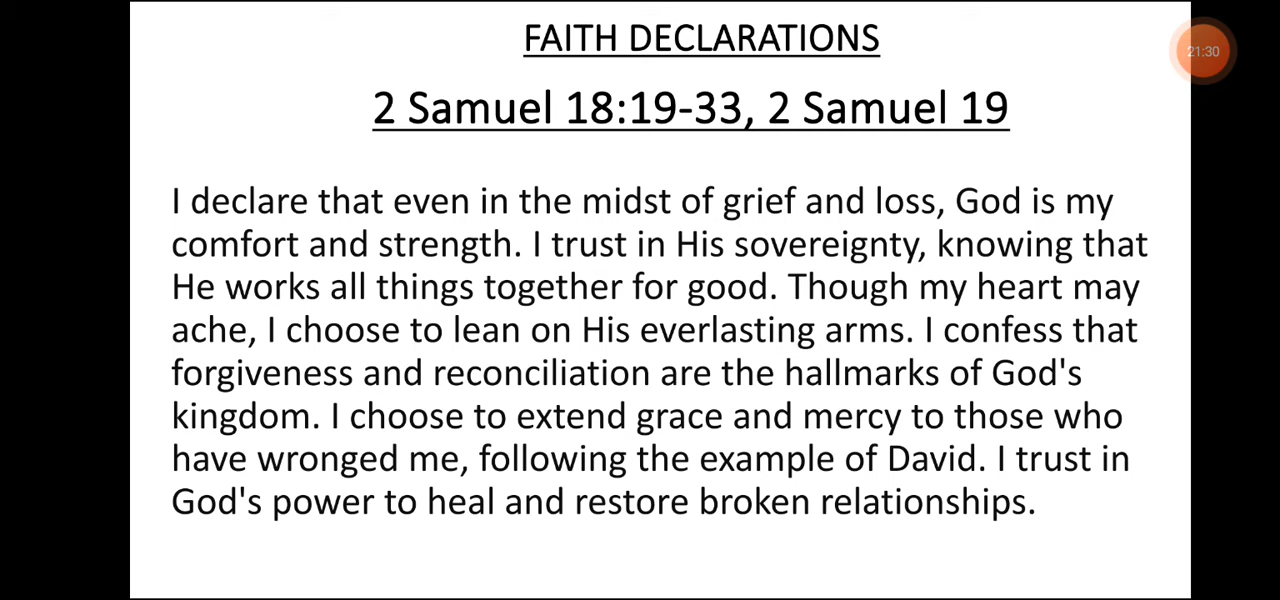 FAITH DECLARATIONS
21:30
2 Samuel 18:19-33, 2 Samuel 19
I declare that even in the midst of grief and loss, God is my
comfort and strength. I trust in His sovereignty, knowing that
He works all things together for good. Though my heart may
ache, I choose to lean on His everlasting arms. I confess that
forgiveness and reconciliation are the hallmarks of God's
kingdom. I choose to extend grace and mercy to those who
have wronged me, following the example of David. I trust in
God's power to heal and restore broken relationships.